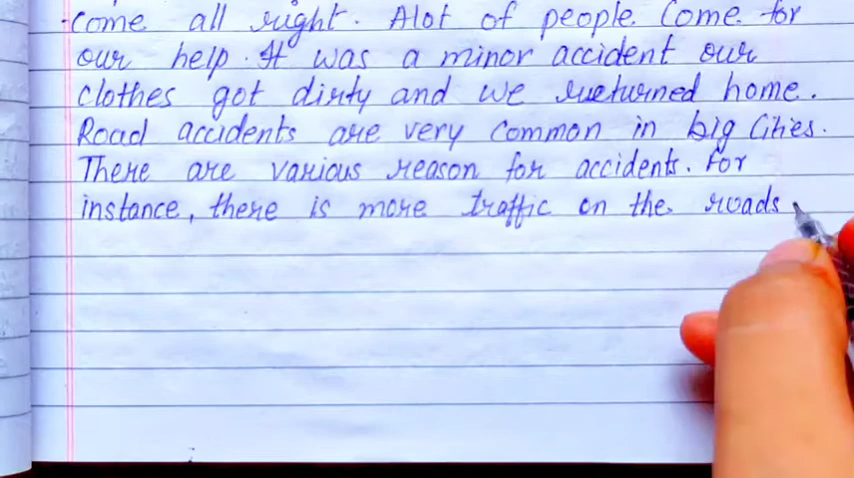 come all right. Alot of people come for
our help. It was a minor accident our
clothes got dirty and we returned home.
Road accidents are very common in big cities.
There are various reason for accidents. For
instance, there is more traffic on the roads